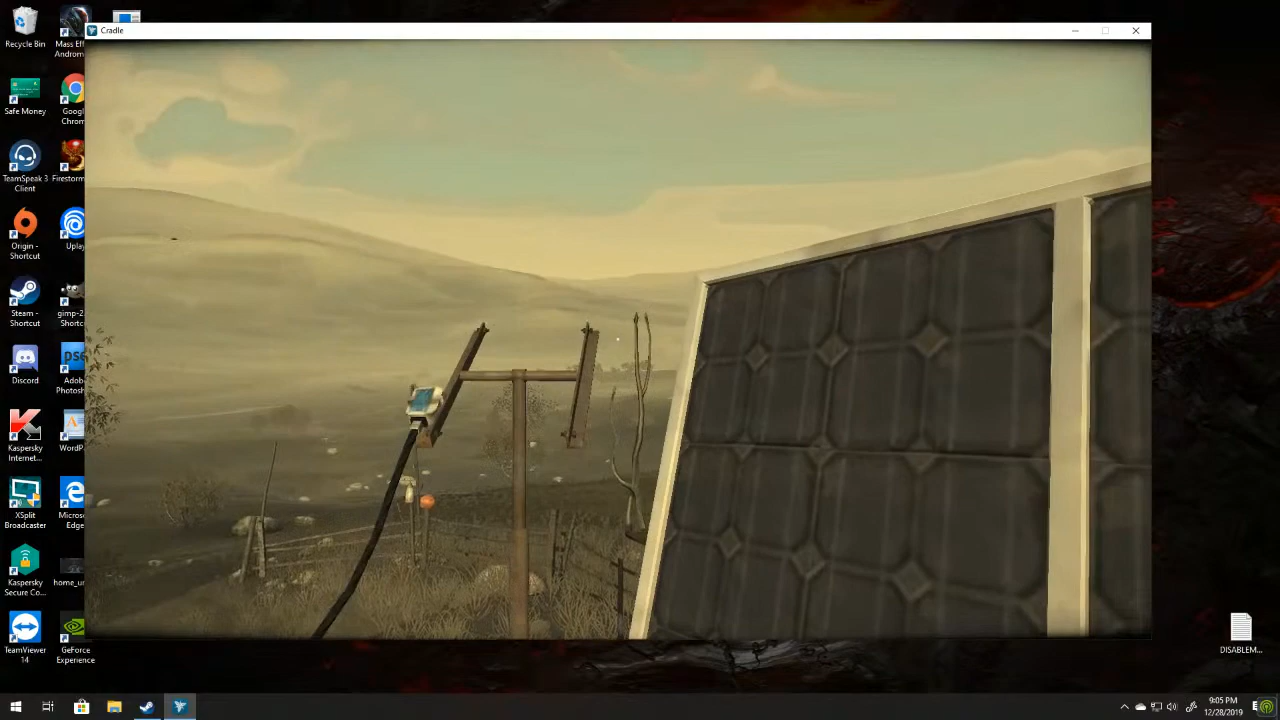 Cradle
Recycle Bin
Mass Eff...
Androm...
Safe Money
Googl
Chrom
TeamSpeak 3
Client
Firestorm
Origin -
Shortcut
Uplay
Steam -
Shortcut
gimp-2.
Shortc
Discord
Adob
Photosh
Kaspersky
Internet...
WordP
XSplit
Broadcaster
Micros
Edge
Kaspersky
Secure Co...
home_ur
TeamViewer
14
GeForce
Experience
DISABLEM...
9:05 PM
12/28/2019